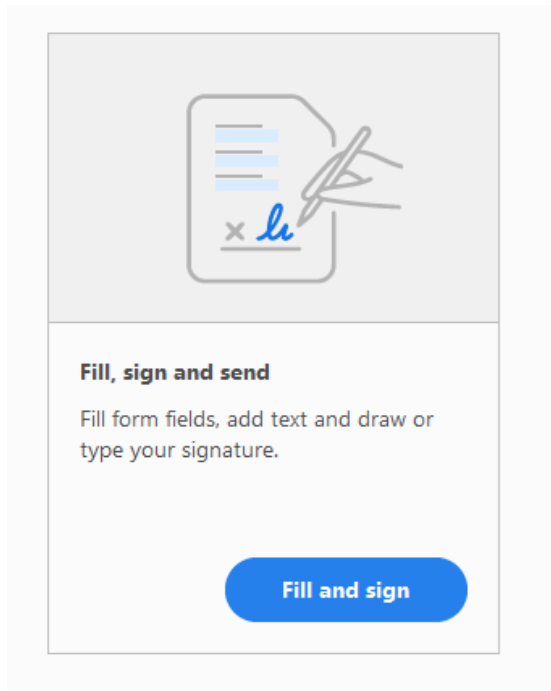 Fill, sign and send
Fill form fields, add text and draw or
type your signature.
Fill and sign